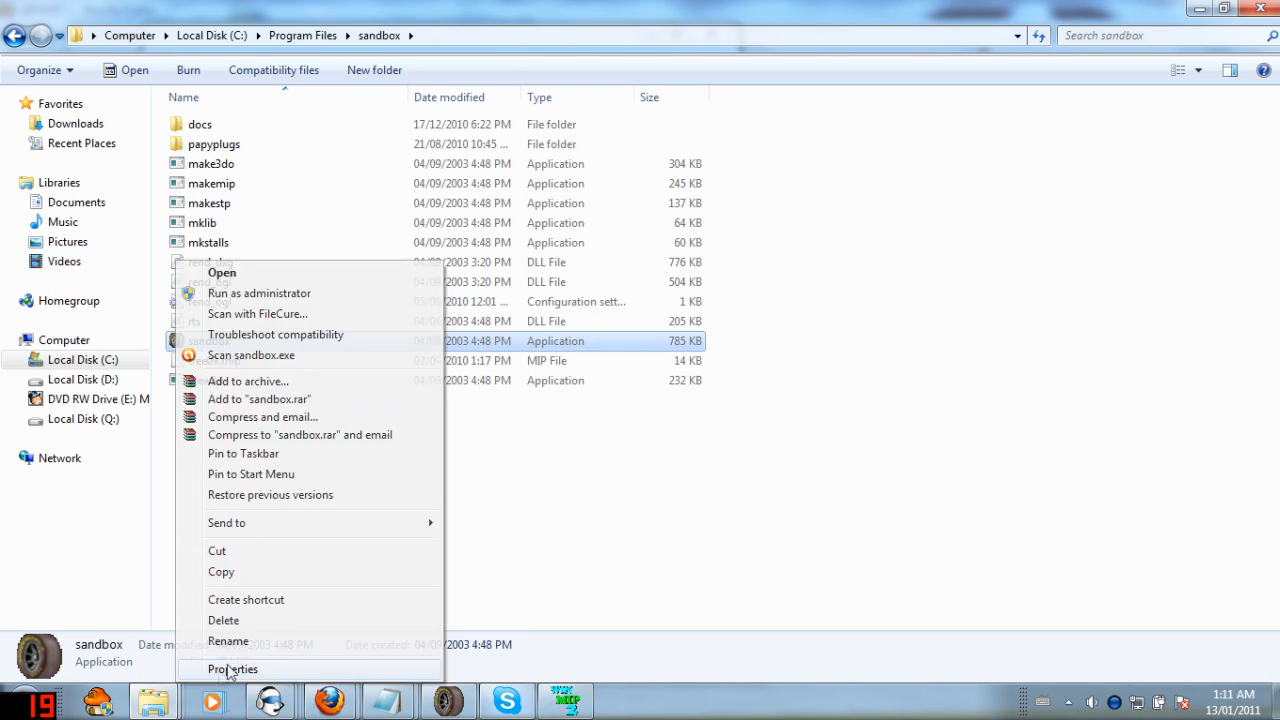 Computer Local Disk (C:) Program Files sandbox Search sandbox
Organize Open Burn Compatibility files New folder
Name Date modified Type Size
Favorites
Downloads
Recent Places
Libraries
Documents
Music
Pictures
Videos
Homegroup
Computer
Local Disk (C:)
Local Disk (D:)
DVD RW Drive (E:) M
Local Disk (Q:)
Network
docs 17/12/2010 6:22 PM File folder
papyplugs 21/08/2010 10:45 ... File folder
make3do 04/09/2003 4:48 PM Application 304 KB
makemip 04/09/2003 4:48 PM Application 245 KB
makestp 04/09/2003 4:48 PM Application 137 KB
mklib 04/09/2003 4:48 PM Application 64 KB
mkstalls 04/09/2003 4:48 PM Application 60 KB
3:20 PM DLL File 776 KB
3:20 PM DLL File 504 KB
2010 12:01 ... Configuration sett... 1 KB
4:48 PM DLL File 205 KB
sandbox 2003 4:48 PM Application 785 KB
2010 1:17 PM MIP File 14 KB
2003 4:48 PM Application 232 KB
Open
Run as administrator
Scan with FileCure...
Troubleshoot compatibility
Scan sandbox.exe
Add to archive...
Add to "sandbox.rar"
Compress and email...
Compress to "sandbox.rar" and email
Pin to Taskbar
Pin to Start Menu
Restore previous versions
Send to
Cut
Copy
Create shortcut
Delete
Rename
Properties
sandbox Date modified: 04/09/2003 4:48 PM Date created: 04/09/2003 4:48 PM
Application
19
1:11 AM
13/01/2011